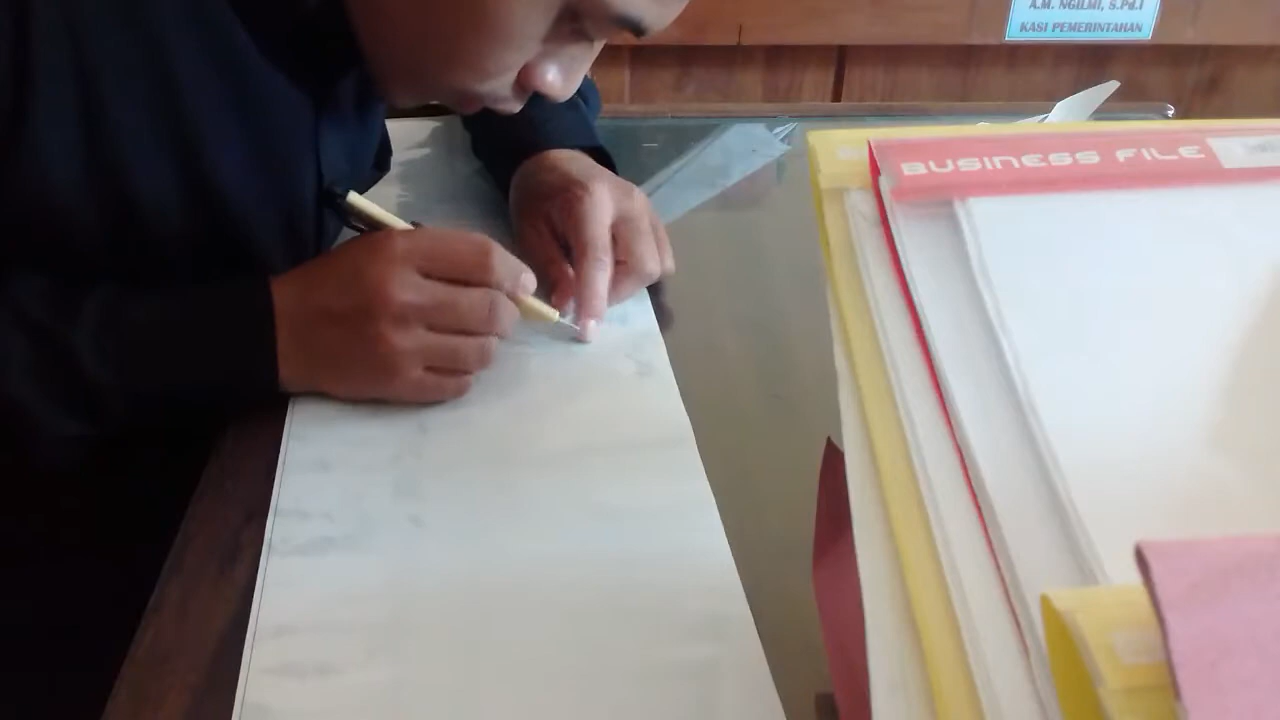 A.M. NGILMI, S.Pd.I
KASI PEMERINTAHAN
BUSINESS FILE